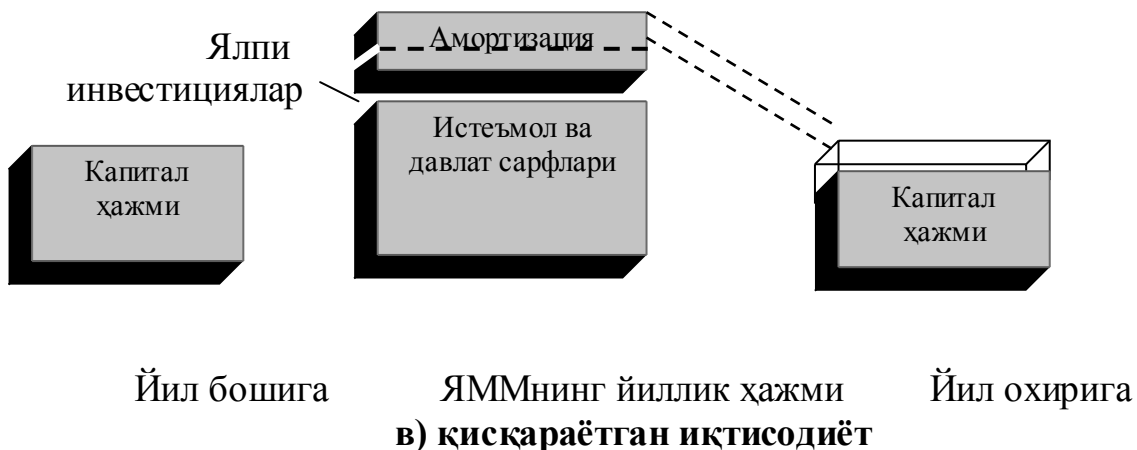 Ялпи
инвестициялар
Амортизация
Истеъмол ва
давлат сарфлари
Капитал
ҳажми
Капитал
ҳажми
Йил бошига
ЯММнинг йиллик ҳажми
Йил охирига
в) қисқараётган иқтисодиёт